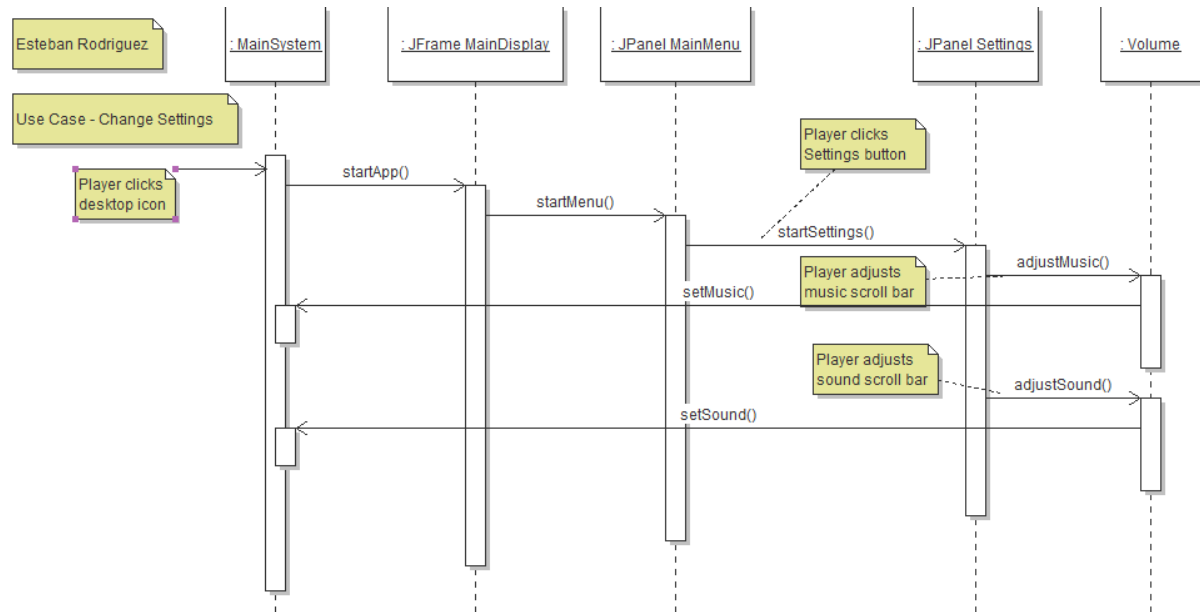 Esteban Rodriguez
: MainSystem
: JFrame MainDisplay
: JPanel MainMenu
: JPanel Settings
: Volume
Use Case - Change Settings
Player clicks
desktop icon
startApp()
startMenu()
Player clicks
Settings button
startSettings()
Player adjusts
music scroll bar
adjustMusic()
setMusic()
Player adjusts
sound scroll bar
adjustSound()
setSound()